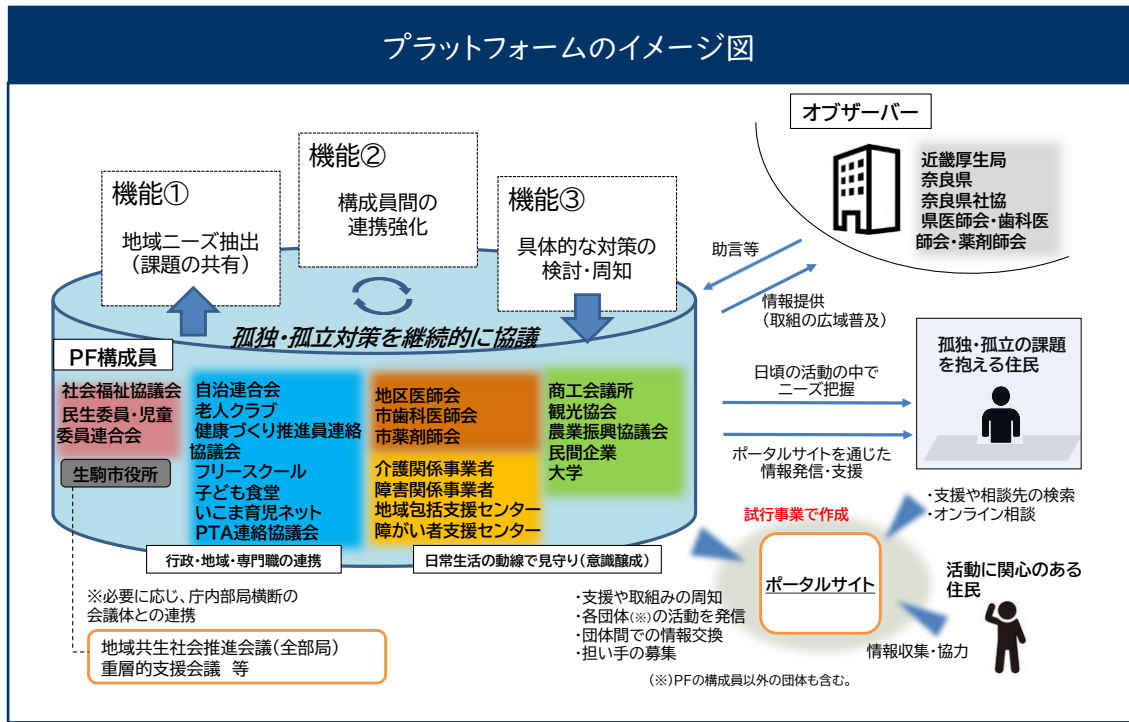 プラットフォームのイメージ図
オブザーバー
近畿厚生局
奈良県
奈良県社協
県医師会・歯科医
師会・薬剤師会
機能①
地域ニーズ抽出
（課題の共有）
機能②
構成員間の
連携強化
機能③
具体的な対策の
検討・周知
助言等
情報提供
（取組の広域普及）
孤独・孤立対策を継続的に協議
PF構成員
社会福祉協議会
民生委員・児童
委員連合会
生駒市役所
自治連合会
老人クラブ
健康づくり推進員連絡
協議会
フリースクール
子ども食堂
いこま育児ネット
PTA連絡協議会
地区医師会
市歯科医師会
市薬剤師会
介護関係事業者
障害関係事業者
地域包括支援センター
障がい者支援センター
商工会議所
観光協会
農業振興協議会
民間企業
大学
行政・地域・専門職の連携
日常生活の動線で見守り（意識醸成）
日頃の活動の中で
ニーズ把握
ポータルサイトを通じた
情報発信・支援
孤独・孤立の課題
を抱える住民
・支援や相談先の検索
・オンライン相談
試行事業で作成
ポータルサイト
活動に関心のある
住民
情報収集・協力
・支援や取組みの周知
・各団体(※)の活動を発信
・団体間での情報交換
・担い手の募集
（※）PFの構成員以外の団体も含む。
※必要に応じ、庁内部局横断の
会議体との連携
地域共生社会推進会議（全部局）
重層的支援会議 等